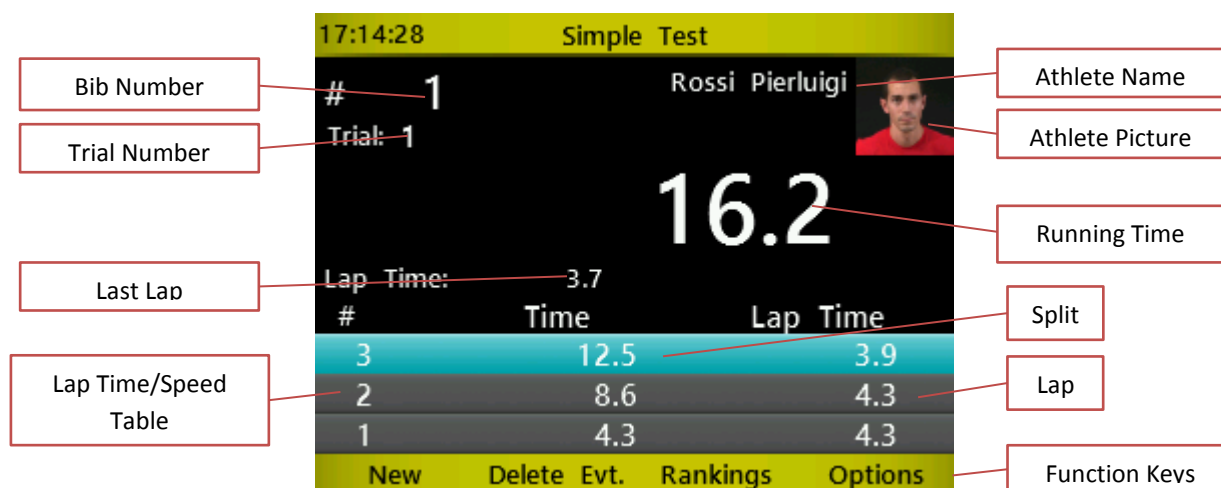 17:14:28 Simple Test
Bib Number
# 1
Rossi Pierluigi
Athlete Name
Trial Number
Trial: 1
Athlete Picture
16.2
Running Time
Last Lap
Lap Time: 3.7
# Time Lap Time
Split
3 12.5 3.9
Lap Time/Speed
Table
2 8.6 4.3
Lap
1 4.3 4.3
New Delete Evt. Rankings Options
Function Keys